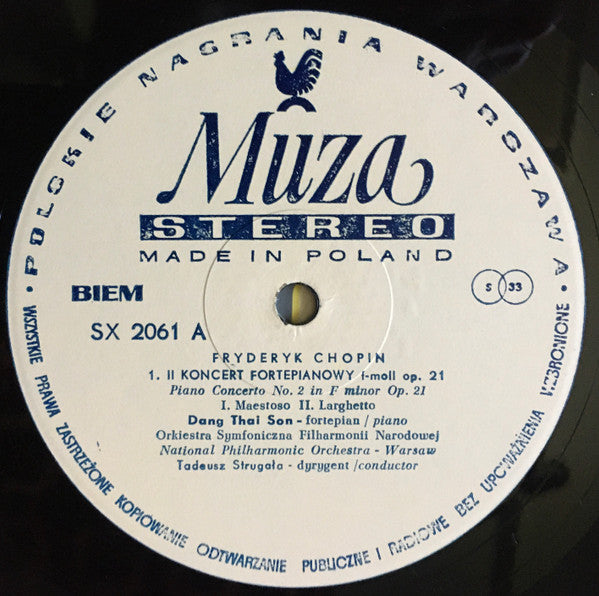 • POLSKIE NAGRANIA WARSZAWA •
Muza
STEREO
MADE IN POLAND
BIEM
S 33
SX 2061 A
FRYDERYK CHOPIN
1. II KONCERT FORTEPIANOWY f-moll op. 21
Piano Concerto No. 2 in F minor Op. 21
I. Maestoso II. Larghetto
Dang Thai Son - fortepian / piano
Orkiestra Symfoniczna Filharmonii Narodowej
National Philharmonic Orchestra - Warsaw
Tadeusz Strugała - dyrygent /conductor
WSZYSTKIE PRAWA ZASTRZEŻONE KOPIOWANIE ODTWARZANIE PUBLICZNE I RADIOWE BEZ UPOWAŻNIENIA WZBRONIONE